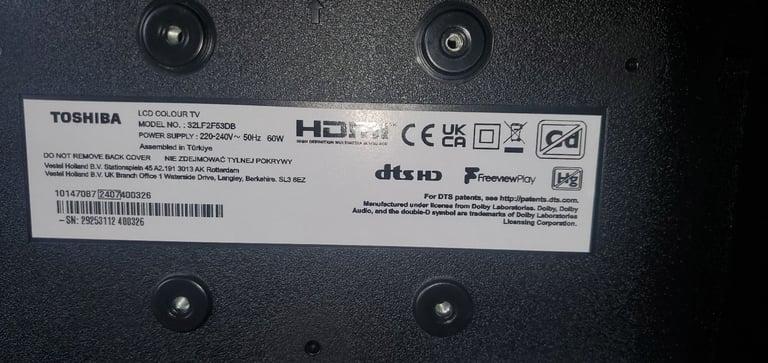 TOSHIBA
LCD COLOUR TV
MODEL NO. : 32LF2F53DB
POWER SUPPLY : 220-240V~ 50Hz 60W
Assembled in Türkiye
DO NOT REMOVE BACK COVER NIE ZDEJMOWAĆ TYLNEJ POKRYWY
Vestel Holland B.V. Stationsplein 45 A2.191 3013 AK Rotterdam
Vestel Holland B.V. UK Branch Office 1 Waterside Drive, Langley, Berkshire. SL3 6EZ
10147087 2407 400326
-SN: 29253112 400326
HDMI
HIGH-DEFINITION MULTIMEDIA INTERFACE
CE
UK
CA
Cd
dts HD
FreeviewPlay
Hg
For DTS patents, see http://patents.dts.com.
Manufactured under license from Dolby Laboratories. Dolby, Dolby
Audio, and the double-D symbol are trademarks of Dolby Laboratories
Licensing Corporation.